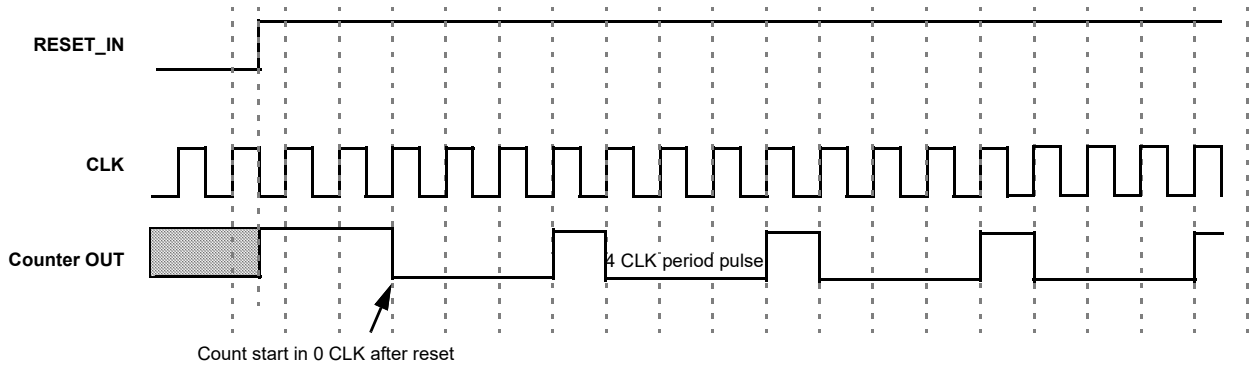 RESET_IN
CLK
Counter OUT
4 CLK period pulse
Count start in 0 CLK after reset